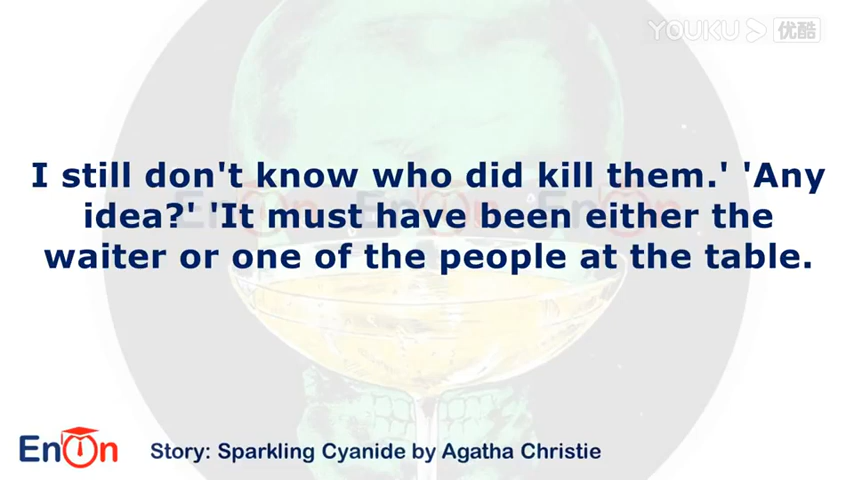 YOUKU 优酷
I still don't know who did kill them.' 'Any
idea?' 'It must have been either the
waiter or one of the people at the table.
EnOn
Story: Sparkling Cyanide by Agatha Christie